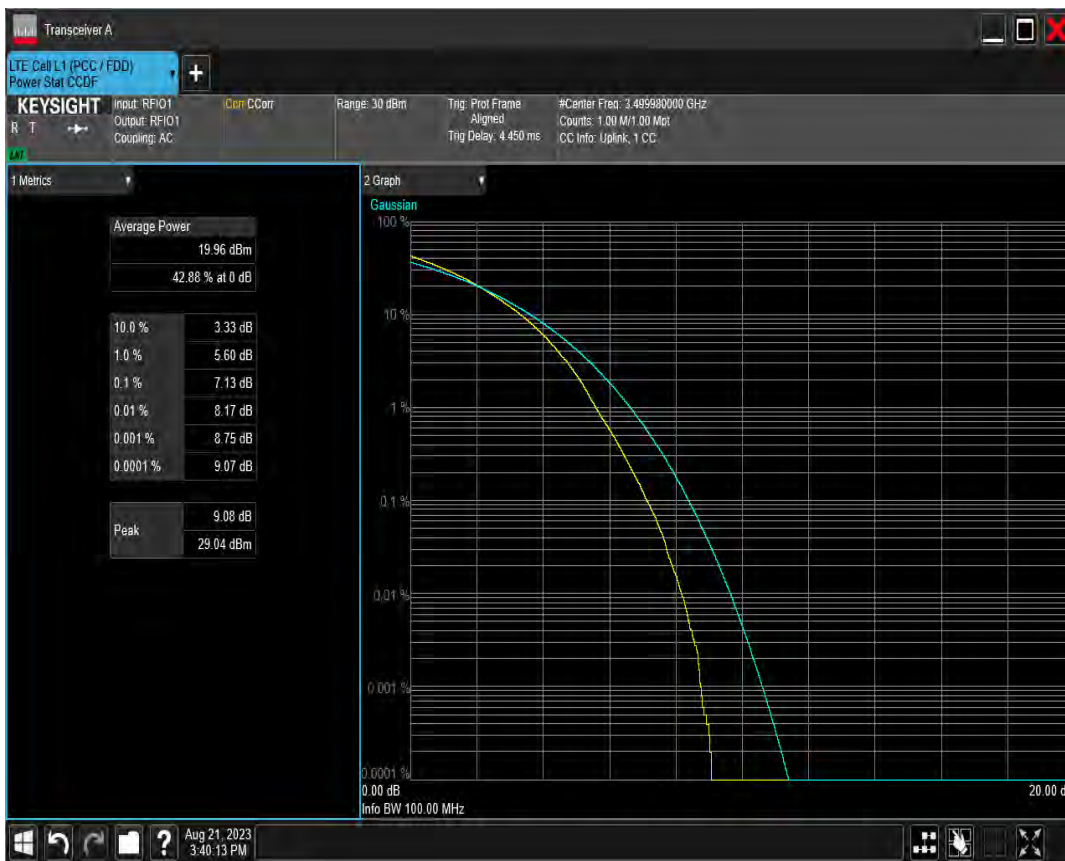 Transceiver A
LTE Cell L1 (PCC / FDD)
Power Stat CCDF
+
KEYSIGHT
R T
LXI
Input: RFIO1
Output: RFIO1
Coupling: AC
Corr CCorr
Range: 30 dBm
Trig: Prot Frame
Aligned
Trig Delay: 4.450 ms
#Center Freq: 3.499980000 GHz
Counts: 1.00 M/1.00 Mpt
CC Info: Uplink, 1 CC
1 Metrics
Average Power
19.96 dBm
42.88 % at 0 dB
10.0 % 3.33 dB
1.0 % 5.60 dB
0.1 % 7.13 dB
0.01 % 8.17 dB
0.001 % 8.75 dB
0.0001 % 9.07 dB
Peak
9.08 dB
29.04 dBm
2 Graph
Gaussian
100 %
10 %
1 %
0.1 %
0.01 %
0.001 %
0.0001 %
0.00 dB
20.00 d
Info BW 100.00 MHz
?
Aug 21, 2023
3:40:13 PM